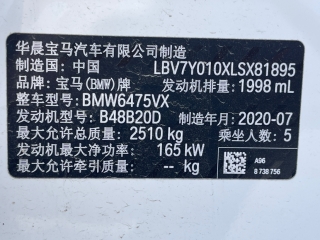 华晨宝马汽车有限公司制造
制造国：中国 LBV7Y010XLSX81895
品牌：宝马(BMW)牌 发动机排量：1998 mL
整车型号：BMW6475VX
发动机型号：B48B20D 制造年月：2020-07
最大允许总质量：2510 kg 乘坐人数：5
发动机最大净功率：165 kW A96
最大允许牵引质量：-- kg 8 738 756